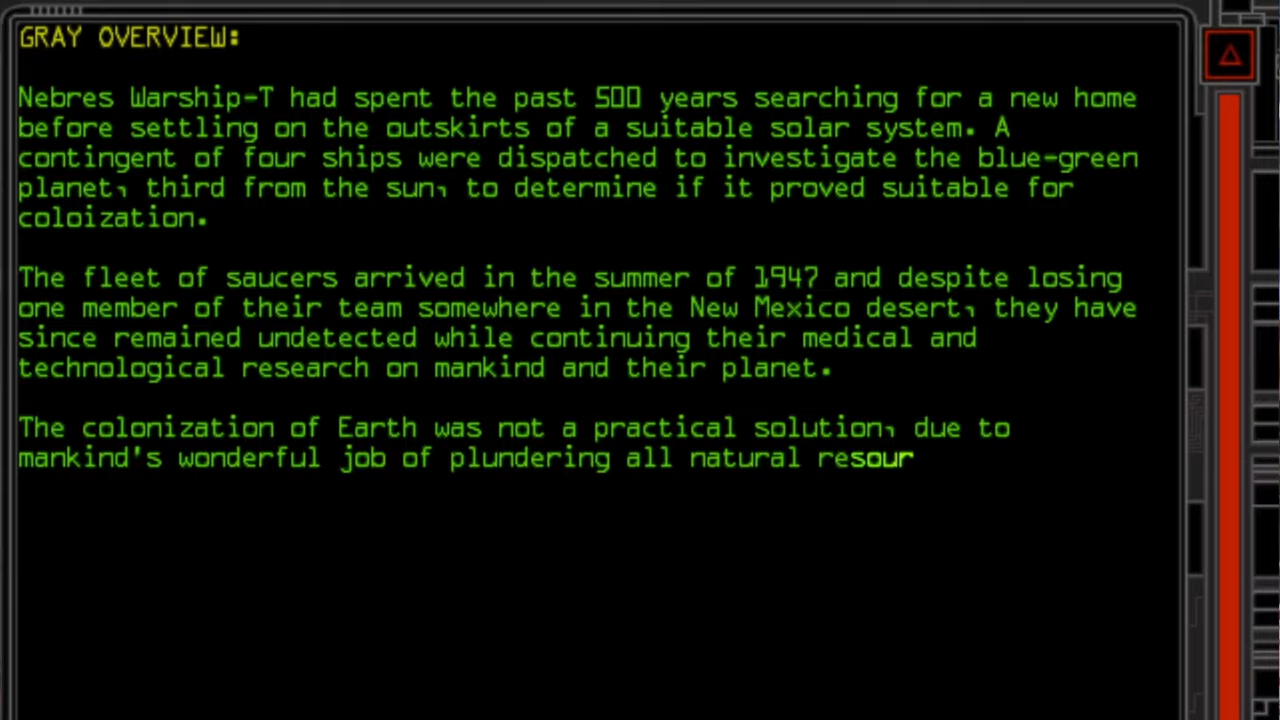 GRAY OVERVIEW:
Nebres Warship-T had spent the past 500 years searching for a new home
before settling on the outskirts of a suitable solar system. A
contingent of four ships were dispatched to investigate the blue-green
planet, third from the sun, to determine if it proved suitable for
coloization.
The fleet of saucers arrived in the summer of 1947 and despite losing
one member of their team somewhere in the New Mexico desert, they have
since remained undetected while continuing their medical and
technological research on mankind and their planet.
The colonization of Earth was not a practical solution, due to
mankind's wonderful job of plundering all natural resour